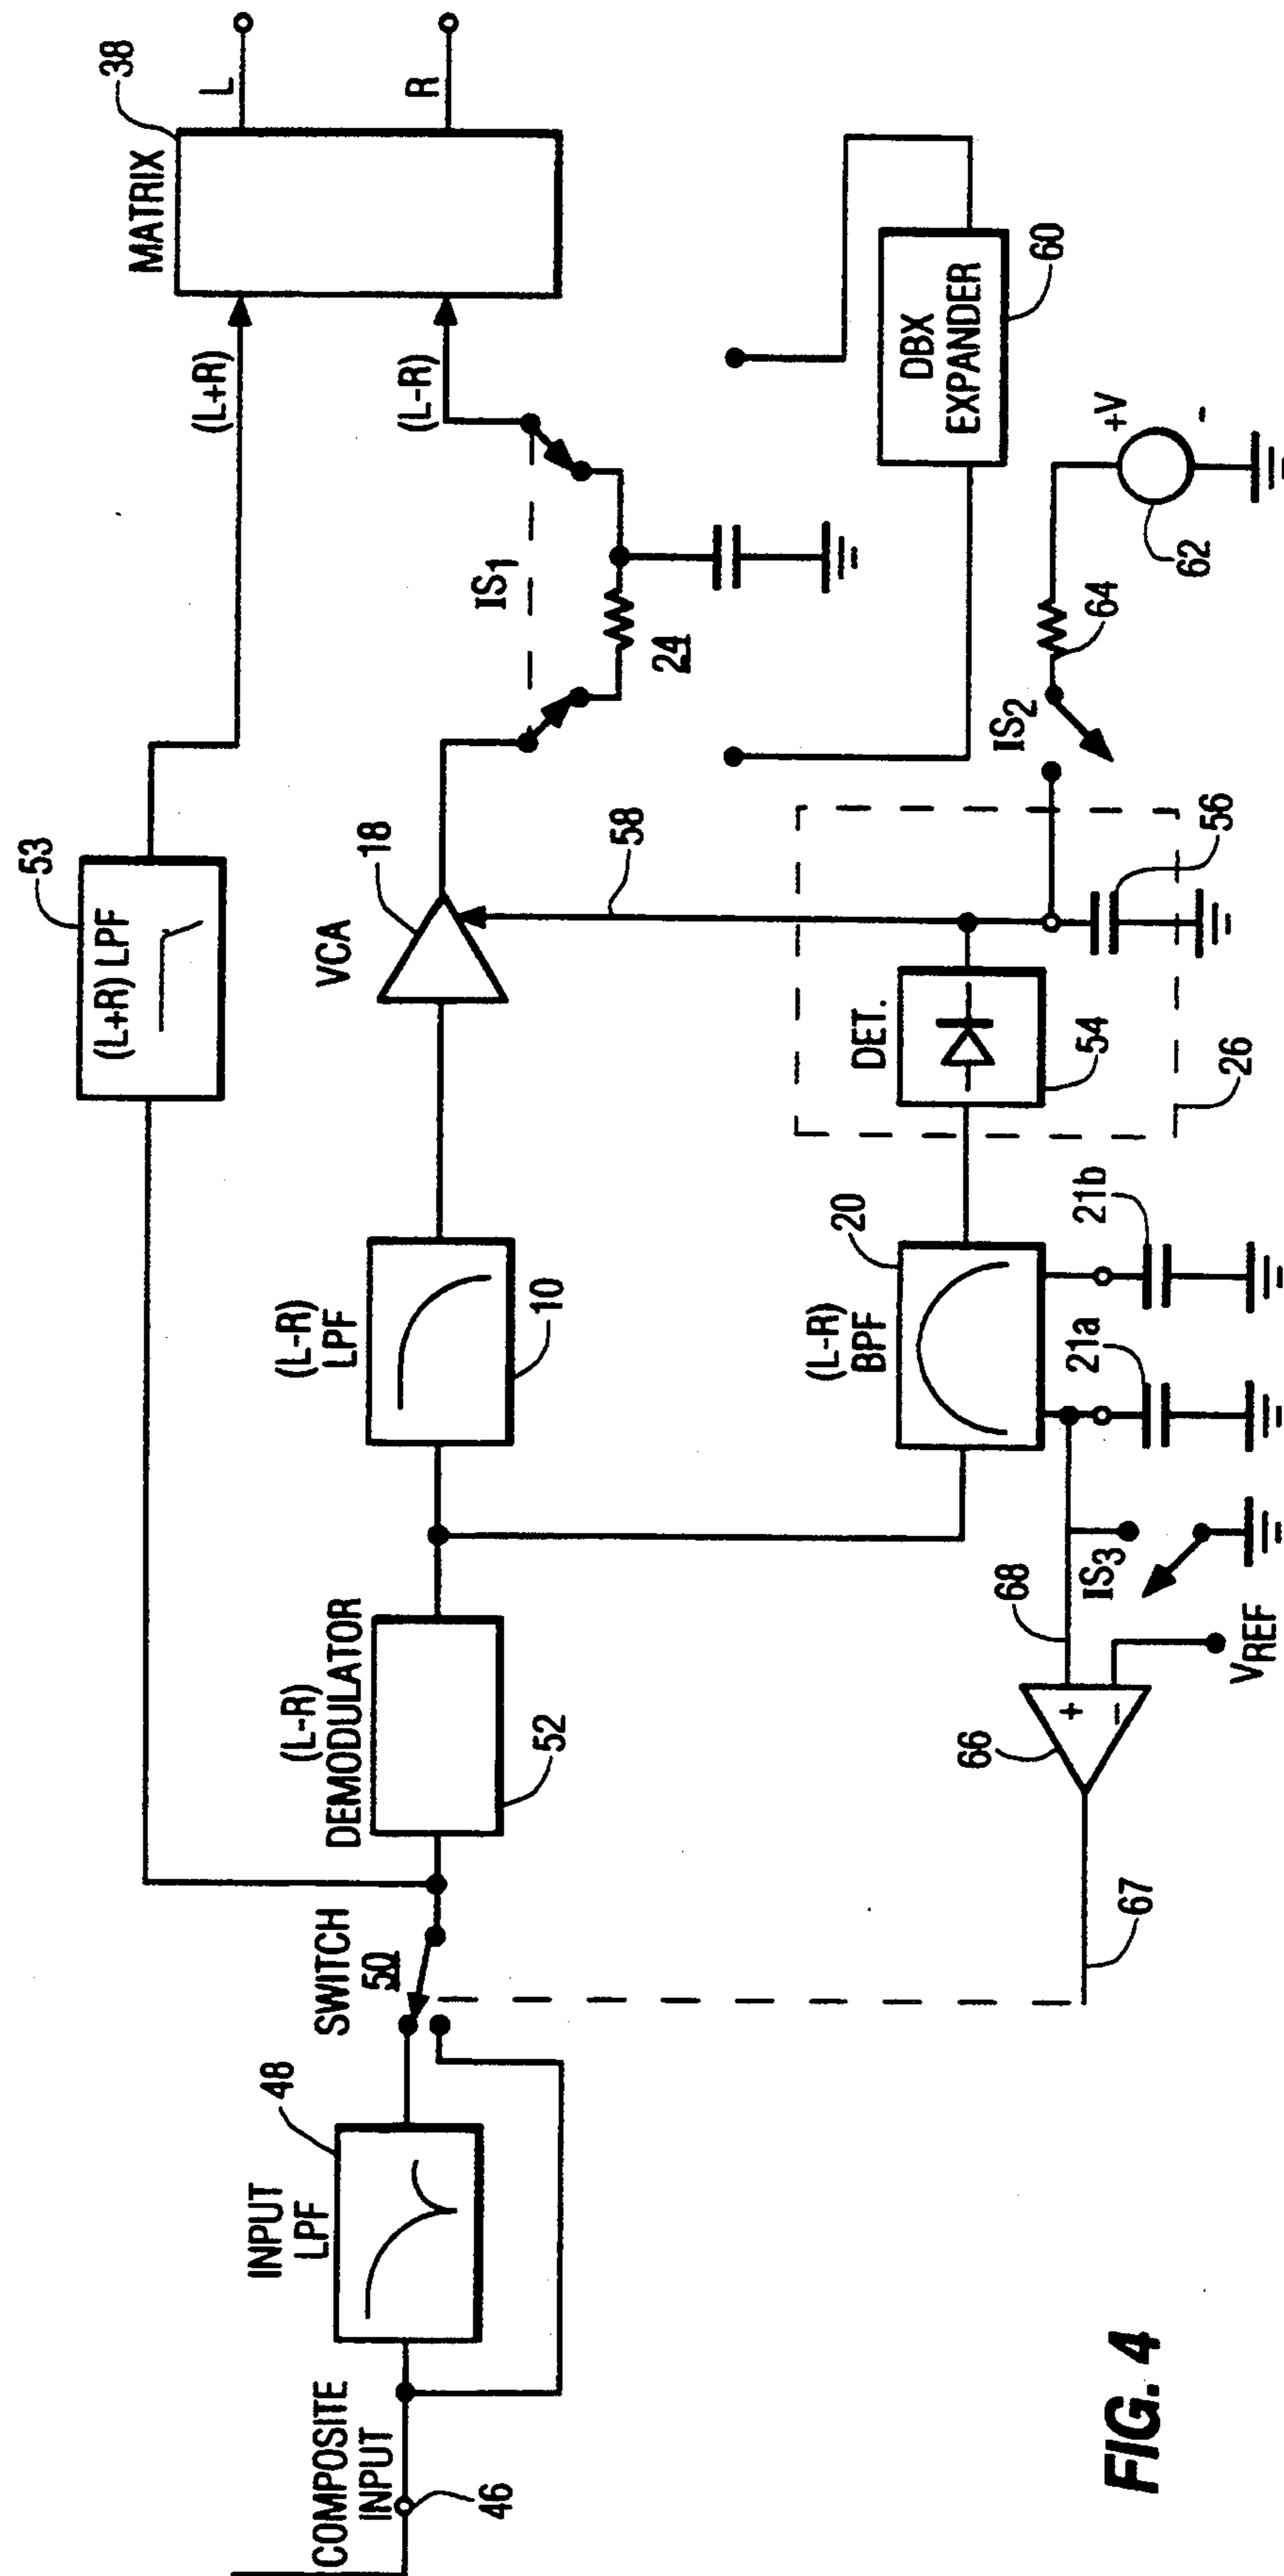 COMPOSITE
INPUT
46
INPUT
LPF
48
SWITCH
50
(L-R)
DEMODULATOR
52
(L-R)
LPF
10
VCA
18
(L+R) LPF
53
IS1
24
(L+R)
(L-R)
MATRIX
38
L
R
58
67
66
+
-
VREF
68
IS3
(L-R)
BPF
20
21a
21b
DET.
54
26
56
IS2
64
62
+V
-
DBX
EXPANDER
60
FIG. 4